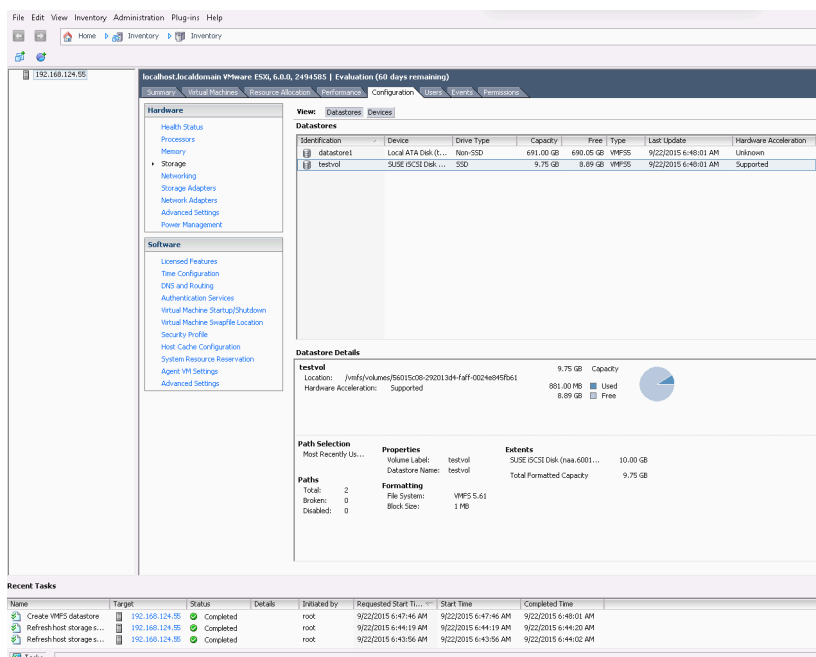 File Edit View Inventory Administration Plug-ins Help
Home Inventory Inventory
192.168.124.55
localhost.localdomain VMware ESXi, 6.0.0, 2494585 | Evaluation (60 days remaining)
Summary Virtual Machines Resource Allocation Performance Configuration Users Events Permissions
Hardware
Health Status
Processors
Memory
Storage
Networking
Storage Adapters
Network Adapters
Advanced Settings
Power Management
Software
Licensed Features
Time Configuration
DNS and Routing
Authentication Services
Virtual Machine Startup/Shutdown
Virtual Machine Swapfile Location
Security Profile
Host Cache Configuration
System Resource Reservation
Agent VM Settings
Advanced Settings
View: Datastores Devices
Datastores
Identification Device Drive Type Capacity Free Type Last Update Hardware Acceleration
datastore1 Local ATA Disk (t... Non-SSD 691.00 GB 690.05 GB VMFS5 9/22/2015 6:48:01 AM Unknown
testvol SUSE iSCSI Disk ... SSD 9.75 GB 8.89 GB VMFS5 9/22/2015 6:48:01 AM Supported
Datastore Details
testvol 9.75 GB Capacity
Location: /vmfs/volumes/56015c08-292013d4-faff-0024e845fb61
Hardware Acceleration: Supported 881.00 MB Used
8.89 GB Free
Path Selection
Most Recently Us...
Paths
Total: 2
Broken: 0
Disabled: 0
Properties
Volume Label: testvol
Datastore Name: testvol
Formatting
File System: VMFS 5.61
Block Size: 1 MB
Extents
SUSE iSCSI Disk (naa.6001... 10.00 GB
Total Formatted Capacity 9.75 GB
Recent Tasks
Name Target Status Details Initiated by Requested Start Ti... Start Time Completed Time
Create VMFS datastore 192.168.124.55 Completed root 9/22/2015 6:47:46 AM 9/22/2015 6:47:46 AM 9/22/2015 6:48:01 AM
Refresh host storage s... 192.168.124.55 Completed root 9/22/2015 6:44:19 AM 9/22/2015 6:44:19 AM 9/22/2015 6:44:20 AM
Refresh host storage s... 192.168.124.55 Completed root 9/22/2015 6:43:56 AM 9/22/2015 6:43:56 AM 9/22/2015 6:44:02 AM
Tasks